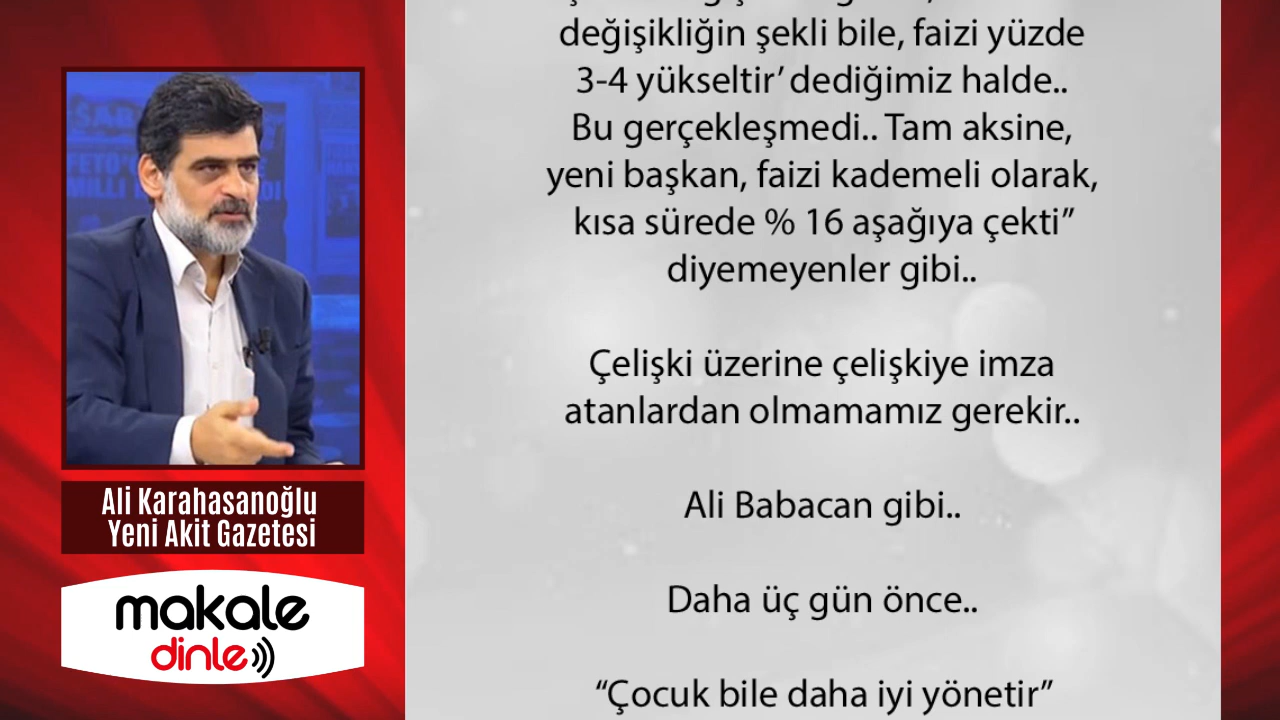 değişikliğin şekli bile, faizi yüzde
3-4 yükseltir’ dediğimiz halde..
Bu gerçekleşmedi.. Tam aksine,
yeni başkan, faizi kademeli olarak,
kısa sürede % 16 aşağıya çekti”
diyemeyenler gibi..
Çelişki üzerine çelişkiye imza
atanlardan olmamamız gerekir..
Ali Babacan gibi..
Daha üç gün önce..
“Çocuk bile daha iyi yönetir”
Ali Karahasanoğlu
Yeni Akit Gazetesi
makale
dinle